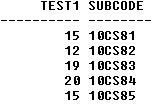 TEST1 SUBCODE
---------- --------
15 10CS81
12 10CS82
19 10CS83
20 10CS84
15 10CS85